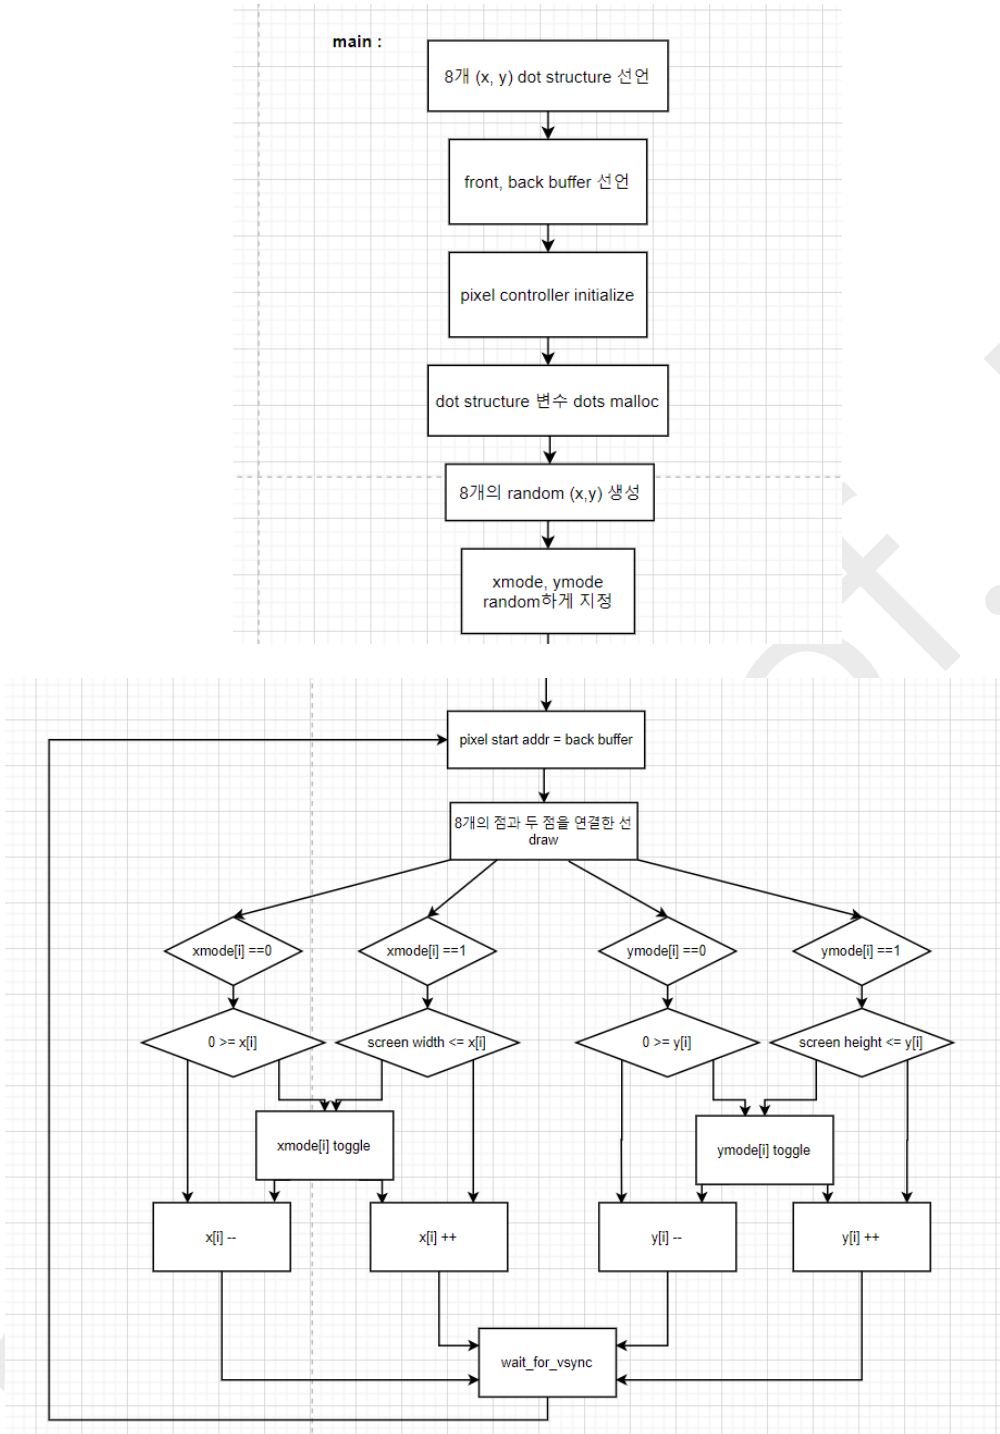 main :
8개 (x, y) dot structure 선언
front, back buffer 선언
pixel controller initialize
dot structure 변수 dots malloc
8개의 random (x,y) 생성
xmode, ymode
random하게 지정
pixel start addr = back buffer
8개의 점과 두 점을 연결한 선
draw
xmode[i] ==0
xmode[i] ==1
ymode[i] ==0
ymode[i] ==1
0 >= x[i]
screen width <= x[i]
0 >= y[i]
screen height <= y[i]
xmode[i] toggle
ymode[i] toggle
x[i] --
x[i] ++
y[i] --
y[i] ++
wait_for_vsync